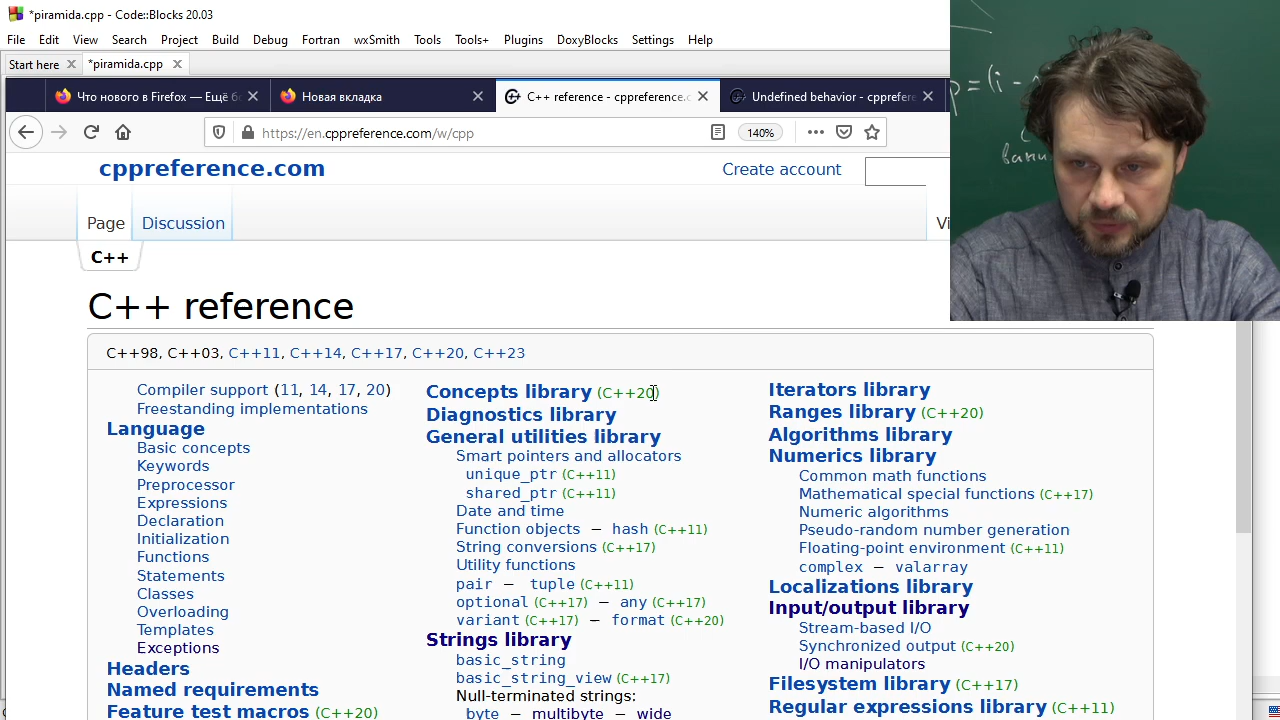 *piramida.cpp - Code::Blocks 20.03
File Edit View Search Project Build Debug Fortran wxSmith Tools Tools+ Plugins DoxyBlocks Settings Help
Start here *piramida.cpp
Что нового в Firefox — Ещё б Новая вкладка C++ reference - cppreference.c Undefined behavior - cpprefere
https://en.cppreference.com/w/cpp 140%
cppreference.com Create account
Page Discussion Vi
C++
C++ reference
C++98, C++03, C++11, C++14, C++17, C++20, C++23
Compiler support (11, 14, 17, 20)
Freestanding implementations
Language
Basic concepts
Keywords
Preprocessor
Expressions
Declaration
Initialization
Functions
Statements
Classes
Overloading
Templates
Exceptions
Headers
Named requirements
Feature test macros (C++20)
Concepts library (C++20)
Diagnostics library
General utilities library
Smart pointers and allocators
unique_ptr (C++11)
shared_ptr (C++11)
Date and time
Function objects – hash (C++11)
String conversions (C++17)
Utility functions
pair – tuple (C++11)
optional (C++17) – any (C++17)
variant (C++17) – format (C++20)
Strings library
basic_string
basic_string_view (C++17)
Null-terminated strings:
byte – multibyte – wide
Iterators library
Ranges library (C++20)
Algorithms library
Numerics library
Common math functions
Mathematical special functions (C++17)
Numeric algorithms
Pseudo-random number generation
Floating-point environment (C++11)
complex – valarray
Localizations library
Input/output library
Stream-based I/O
Synchronized output (C++20)
I/O manipulators
Filesystem library (C++17)
Regular expressions library (C++11)